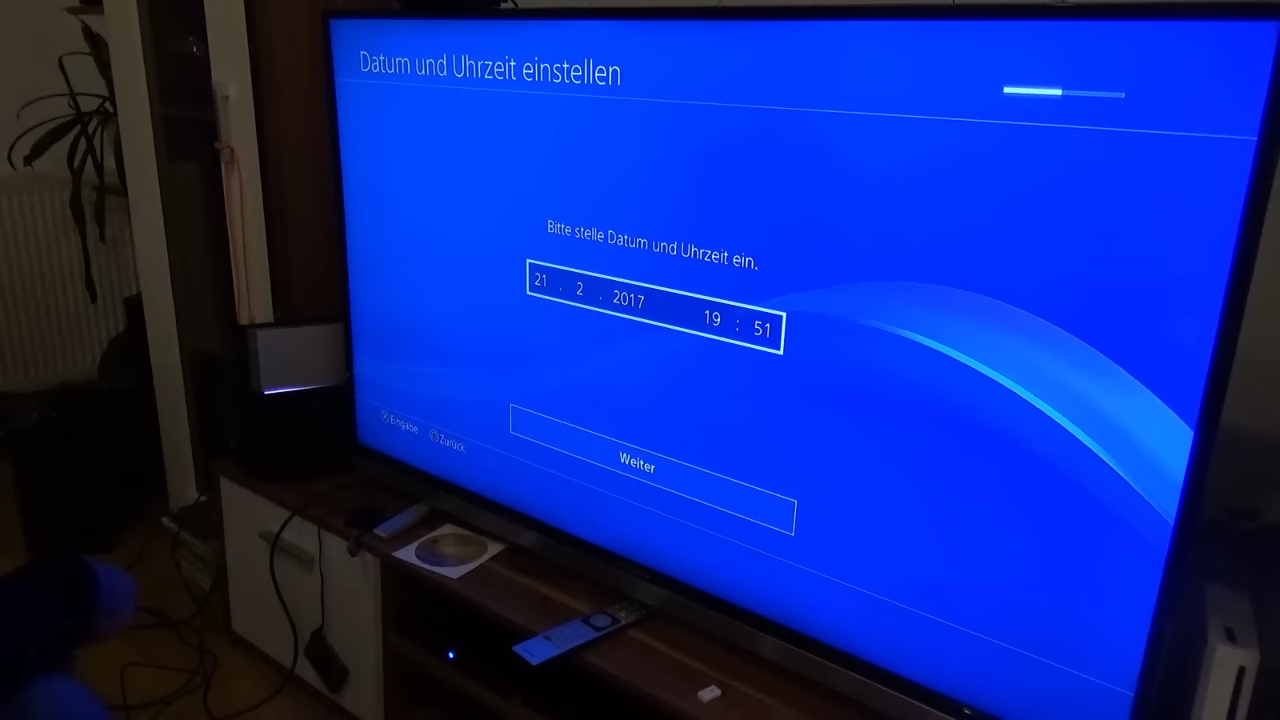 Datum und Uhrzeit einstellen
Bitte stelle Datum und Uhrzeit ein.
21 . 2 . 2017 19 : 51
Weiter
Eingabe Zurück